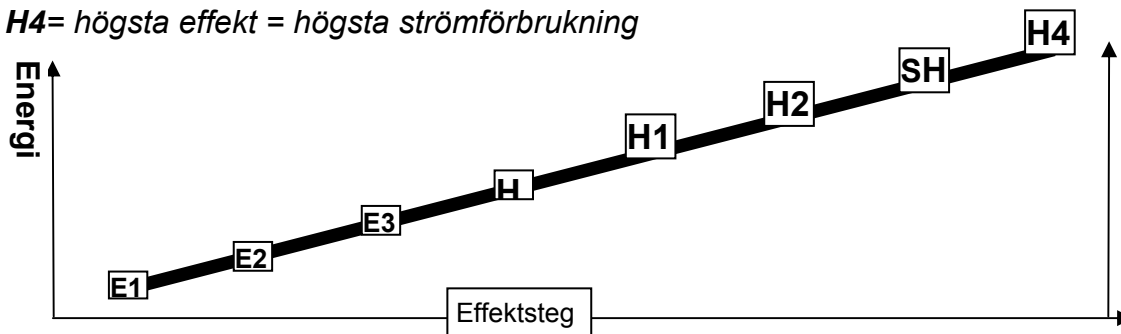 H4= högsta effekt = högsta strömförbrukning
H4
SH
H2
H1
H
E3
E2
E1
Energi
Effektsteg